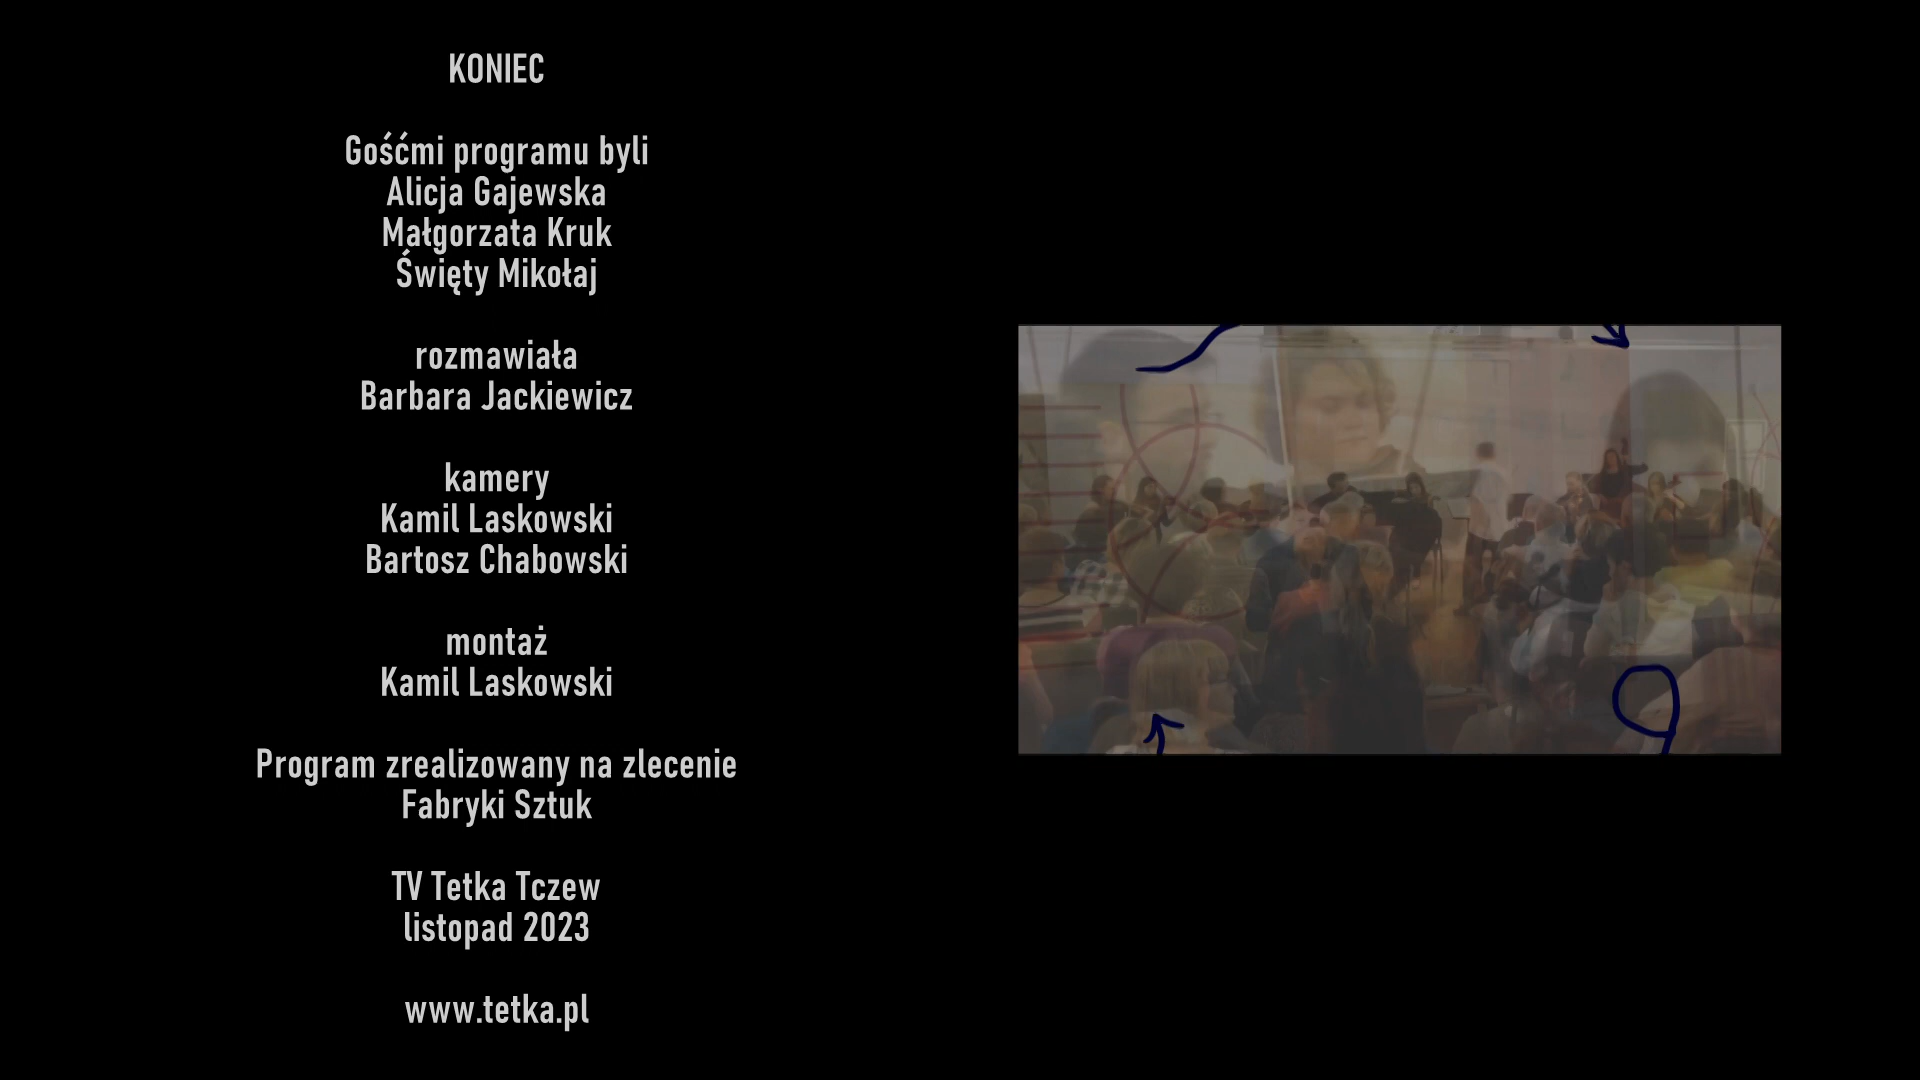 KONIEC
Gośćmi programu byli
Alicja Gajewska
Małgorzata Kruk
Święty Mikołaj
rozmawiała
Barbara Jackiewicz
kamery
Kamil Laskowski
Bartosz Chabowski
montaż
Kamil Laskowski
Program zrealizowany na zlecenie
Fabryki Sztuk
TV Tetka Tczew
listopad 2023
www.tetka.pl